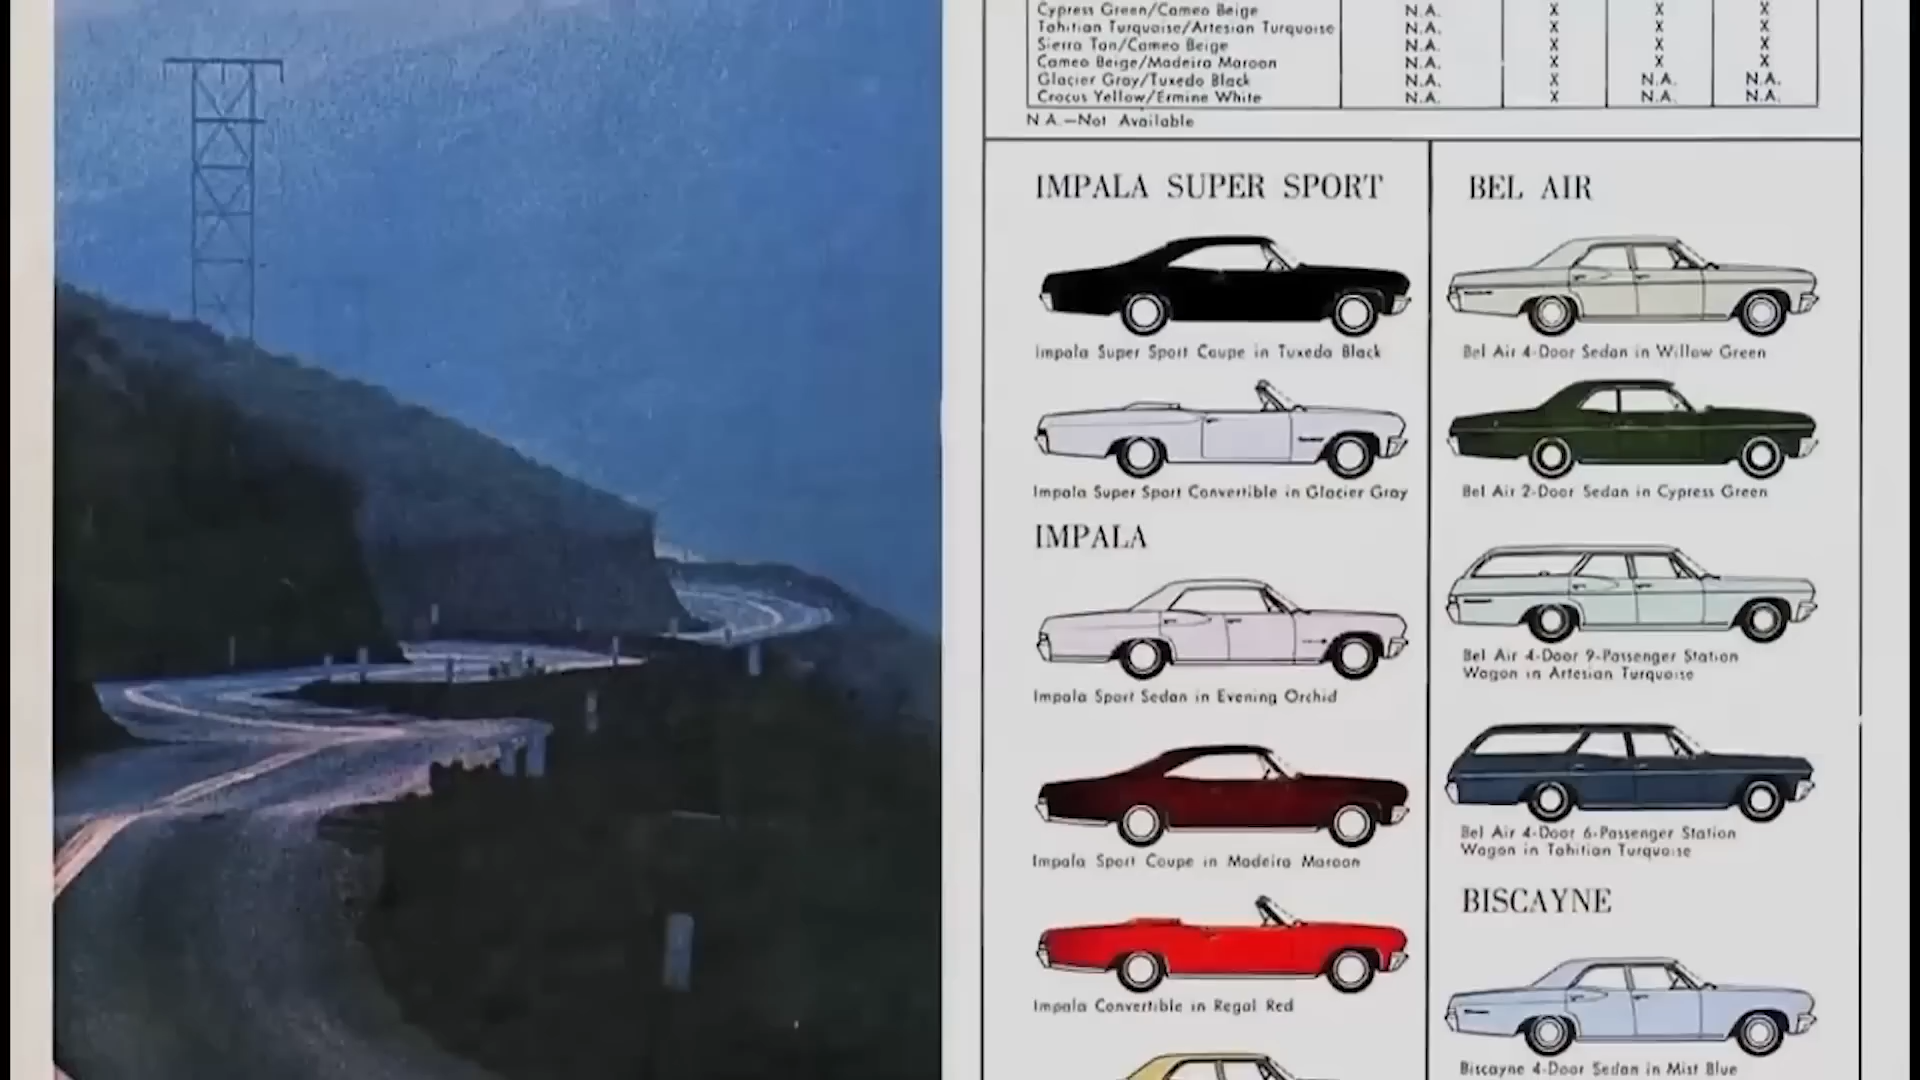 Cypress Green/Cameo Beige N.A. X X X
Tahitian Turquoise/Artesian Turquoise N.A. X X X
Sierra Tan/Cameo Beige N.A. X X X
Cameo Beige/Madeira Maroon N.A. X X X
Glacier Gray/Tuxedo Black N.A. X N.A. N.A.
Crocus Yellow/Ermine White N.A. X N.A. N.A.
N.A.—Not Available
IMPALA SUPER SPORT
Impala Super Sport Coupe in Tuxedo Black
Impala Super Sport Convertible in Glacier Gray
IMPALA
Impala Sport Sedan in Evening Orchid
Impala Sport Coupe in Madeira Maroon
Impala Convertible in Regal Red
BEL AIR
Bel Air 4-Door Sedan in Willow Green
Bel Air 2-Door Sedan in Cypress Green
Bel Air 4-Door 9-Passenger Station
Wagon in Artesian Turquoise
Bel Air 4-Door 6-Passenger Station
Wagon in Tahitian Turquoise
BISCAYNE
Biscayne 4-Door Sedan in Mist Blue